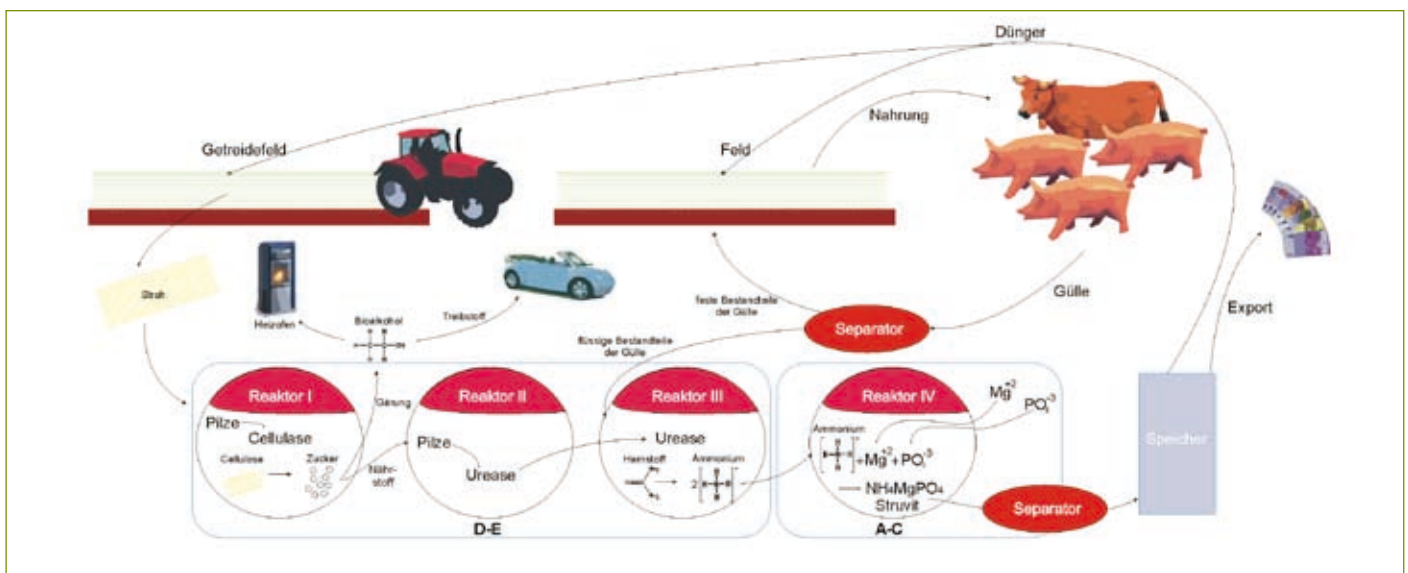 Dünger
Nahrung
Getreidefeld
Feld
Stroh
Heizofen
Bioalkohol
Treibstoff
feste Bestandteile
der Gülle
Gülle
Separator
Export
flüssige Bestandteile
der Gülle
Reaktor I
Pilze
Cellulase
Cellulose
Zucker
Gärung
Nähr-
stoff
Reaktor II
Pilze
Urease
Reaktor III
Urease
Harnstoff
Ammonium
2
Reaktor IV
Ammonium
+Mg+2+PO4-3
NH4MgPO4
Struvit
Mg+2
PO4-3
Separator
Speicher
D-E
A-C